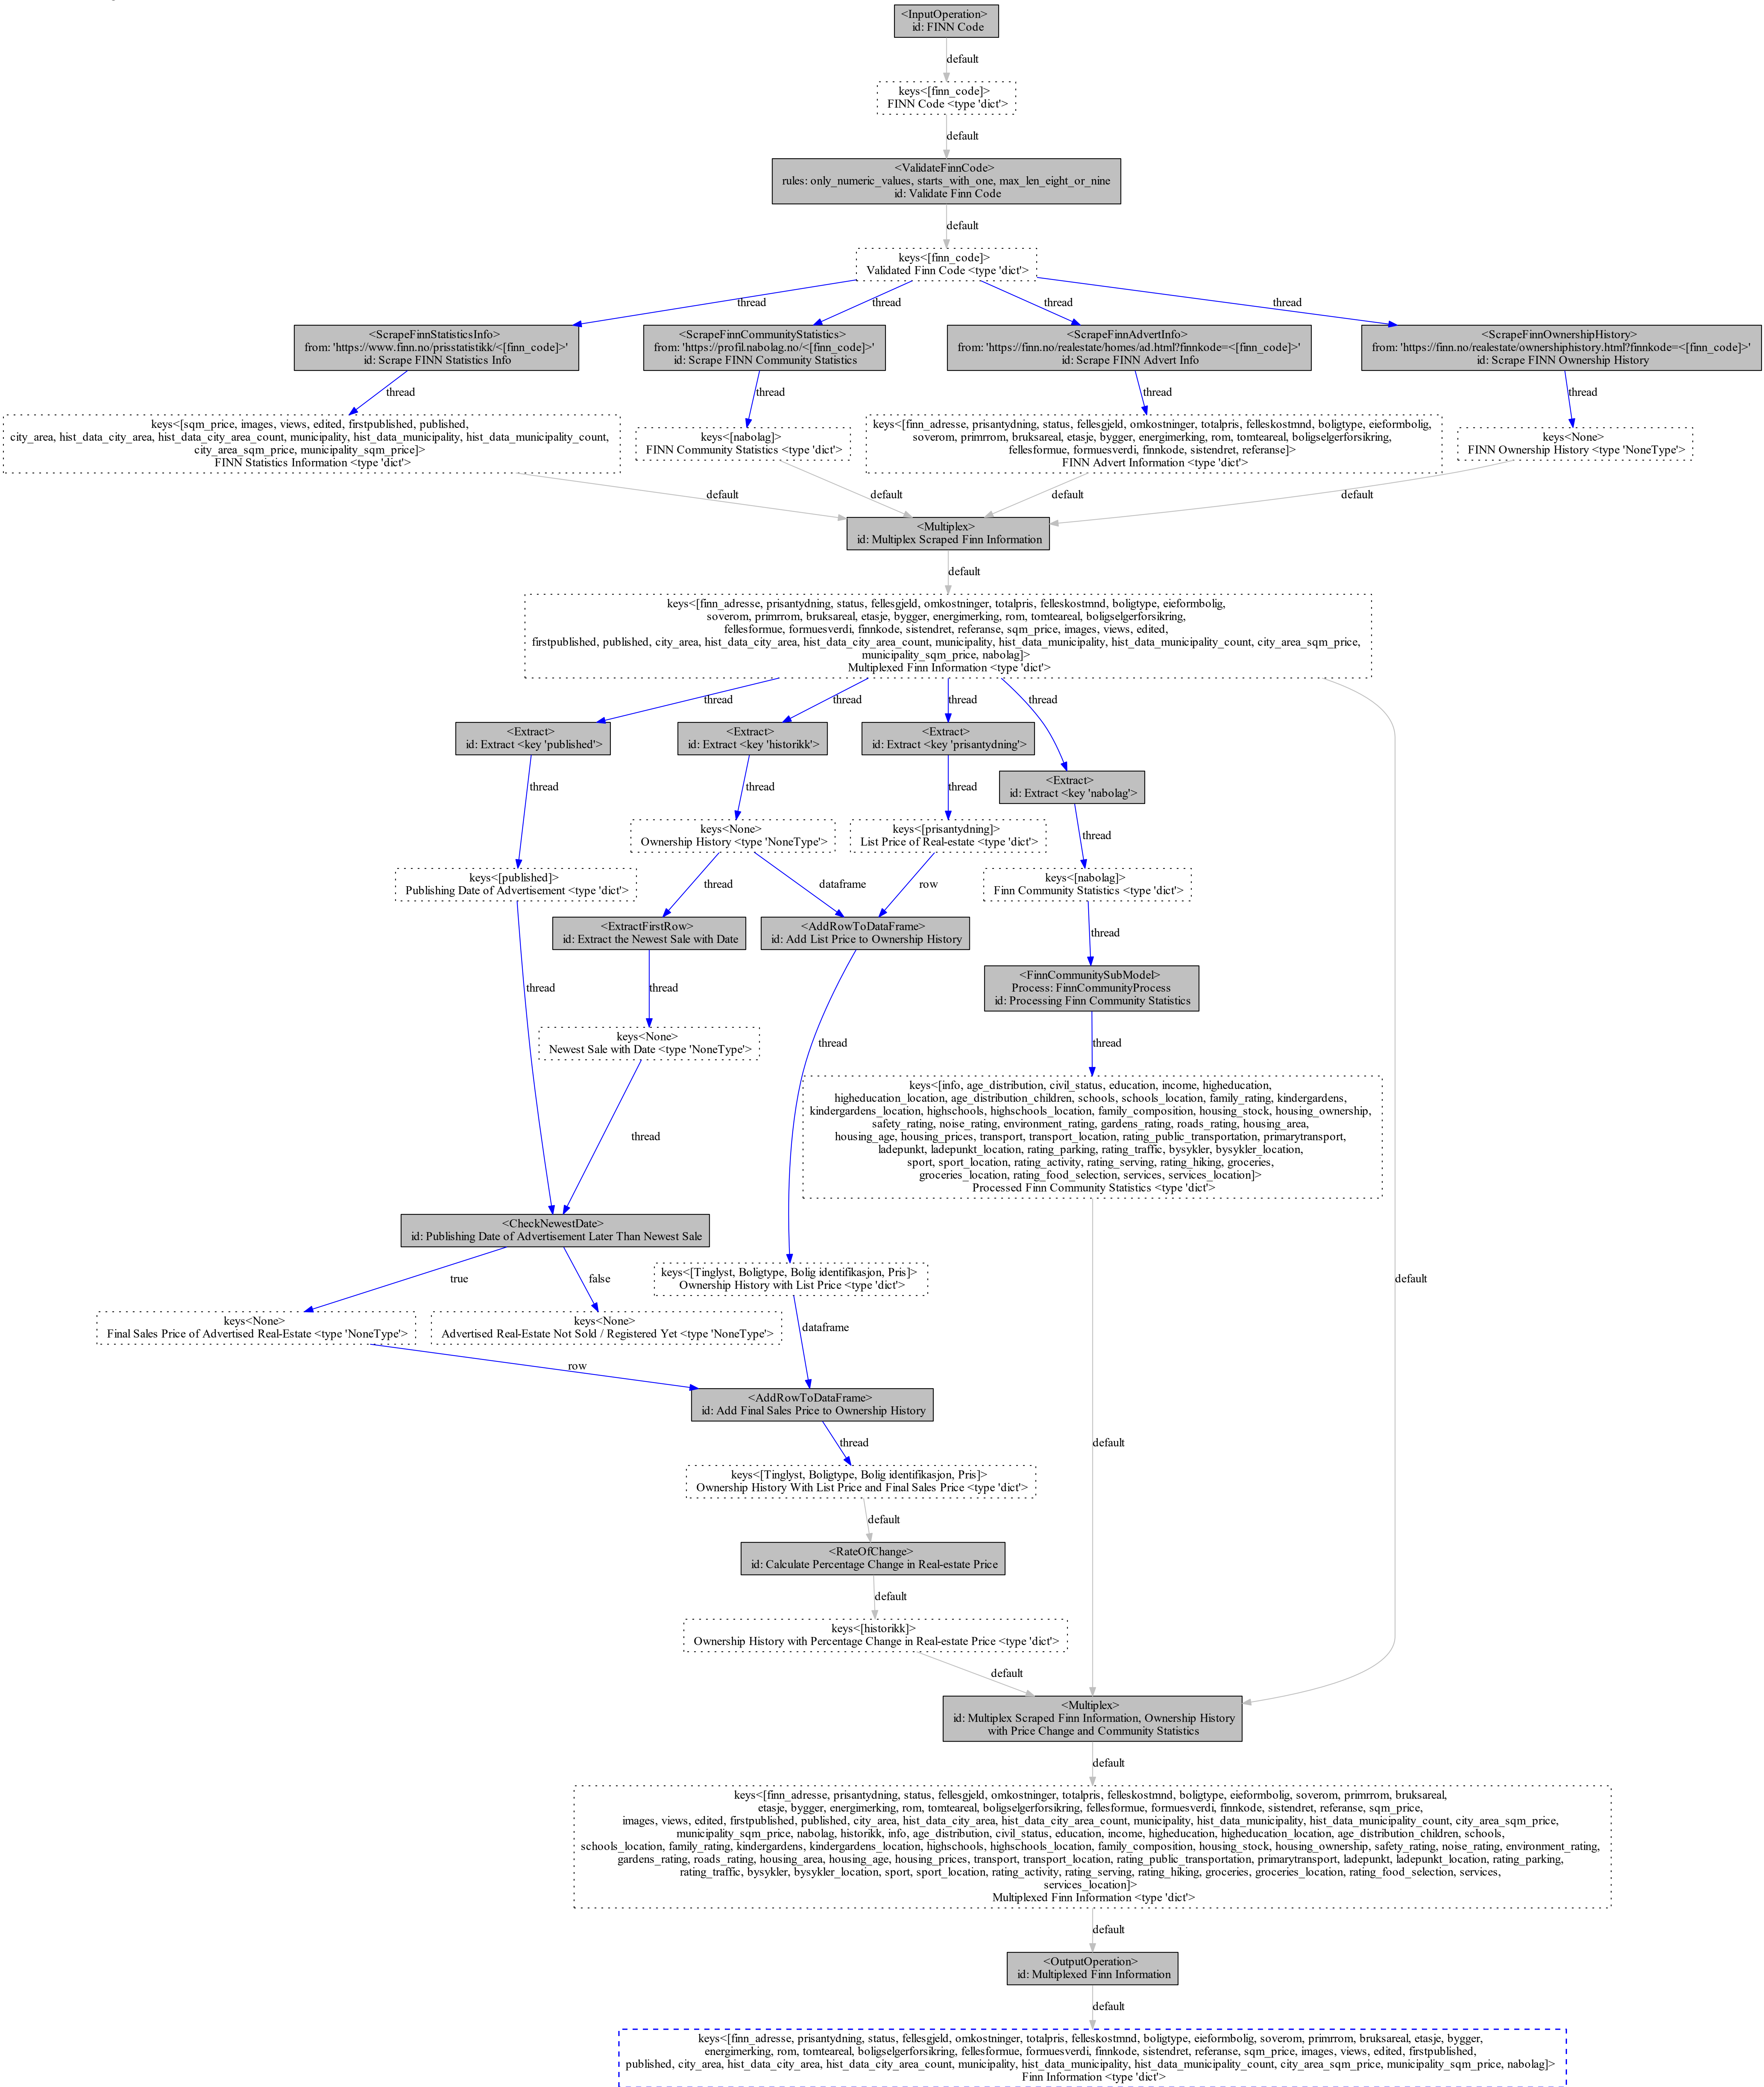 <InputOperation>
id: FINN Code
default
keys<[finn_code]>
FINN Code <type 'dict'>
default
<ValidateFinnCode>
rules: only_numeric_values, starts_with_one, max_len_eight_or_nine
id: Validate Finn Code
default
keys<[finn_code]>
Validated Finn Code <type 'dict'>
thread
thread
thread
thread
<ScrapeFinnStatisticsInfo>
from: 'https://www.finn.no/prisstatistikk/<[finn_code]>'
id: Scrape FINN Statistics Info
<ScrapeFinnCommunityStatistics>
from: 'https://profil.nabolag.no/<[finn_code]>'
id: Scrape FINN Community Statistics
<ScrapeFinnAdvertInfo>
from: 'https://finn.no/realestate/homes/ad.html?finnkode=<[finn_code]>'
id: Scrape FINN Advert Info
<ScrapeFinnOwnershipHistory>
from: 'https://finn.no/realestate/ownershiphistory.html?finnkode=<[finn_code]>'
id: Scrape FINN Ownership History
thread
thread
thread
thread
keys<[sqm_price, images, views, edited, firstpublished, published,
city_area, hist_data_city_area, hist_data_city_area_count, municipality, hist_data_municipality, hist_data_municipality_count,
city_area_sqm_price, municipality_sqm_price]>
FINN Statistics Information <type 'dict'>
keys<[nabolag]>
FINN Community Statistics <type 'dict'>
keys<[finn_adresse, prisantydning, status, fellesgjeld, omkostninger, totalpris, felleskostmnd, boligtype, eieformbolig,
soverom, primrrom, bruksareal, etasje, bygger, energimerking, rom, tomteareal, boligselgerforsikring,
fellesformue, formuesverdi, finnkode, sistendret, referanse]>
FINN Advert Information <type 'dict'>
keys<None>
FINN Ownership History <type 'NoneType'>
default
default
default
default
<Multiplex>
id: Multiplex Scraped Finn Information
default
keys<[finn_adresse, prisantydning, status, fellesgjeld, omkostninger, totalpris, felleskostmnd, boligtype, eieformbolig,
soverom, primrrom, bruksareal, etasje, bygger, energimerking, rom, tomteareal, boligselgerforsikring,
fellesformue, formuesverdi, finnkode, sistendret, referanse, sqm_price, images, views, edited,
firstpublished, published, city_area, hist_data_city_area, hist_data_city_area_count, municipality, hist_data_municipality, hist_data_municipality_count, city_area_sqm_price,
municipality_sqm_price, nabolag]>
Multiplexed Finn Information <type 'dict'>
thread
thread
thread
thread
<Extract>
id: Extract <key 'published'>
<Extract>
id: Extract <key 'historikk'>
<Extract>
id: Extract <key 'prisantydning'>
<Extract>
id: Extract <key 'nabolag'>
thread
thread
thread
thread
keys<None>
Ownership History <type 'NoneType'>
keys<[prisantydning]>
List Price of Real-estate <type 'dict'>
keys<[published]>
Publishing Date of Advertisement <type 'dict'>
keys<[nabolag]>
Finn Community Statistics <type 'dict'>
thread
dataframe
row
<ExtractFirstRow>
id: Extract the Newest Sale with Date
<AddRowToDataFrame>
id: Add List Price to Ownership History
thread
<FinnCommunitySubModel>
Process: FinnCommunityProcess
id: Processing Finn Community Statistics
thread
thread
keys<None>
Newest Sale with Date <type 'NoneType'>
thread
thread
keys<[info, age_distribution, civil_status, education, income, higheducation,
higheducation_location, age_distribution_children, schools, schools_location, family_rating, kindergardens,
kindergardens_location, highschools, highschools_location, family_composition, housing_stock, housing_ownership,
safety_rating, noise_rating, environment_rating, gardens_rating, roads_rating, housing_area,
housing_age, housing_prices, transport, transport_location, rating_public_transportation, primarytransport,
ladepunkt, ladepunkt_location, rating_parking, rating_traffic, bysykler, bysykler_location,
sport, sport_location, rating_activity, rating_serving, rating_hiking, groceries,
groceries_location, rating_food_selection, services, services_location]>
Processed Finn Community Statistics <type 'dict'>
thread
<CheckNewestDate>
id: Publishing Date of Advertisement Later Than Newest Sale
true
false
keys<[Tinglyst, Boligtype, Bolig identifikasjon, Pris]>
Ownership History with List Price <type 'dict'>
default
keys<None>
Final Sales Price of Advertised Real-Estate <type 'NoneType'>
keys<None>
Advertised Real-Estate Not Sold / Registered Yet <type 'NoneType'>
dataframe
row
<AddRowToDataFrame>
id: Add Final Sales Price to Ownership History
thread
default
keys<[Tinglyst, Boligtype, Bolig identifikasjon, Pris]>
Ownership History With List Price and Final Sales Price <type 'dict'>
default
<RateOfChange>
id: Calculate Percentage Change in Real-estate Price
default
keys<[historikk]>
Ownership History with Percentage Change in Real-estate Price <type 'dict'>
default
<Multiplex>
id: Multiplex Scraped Finn Information, Ownership History
with Price Change and Community Statistics
default
keys<[finn_adresse, prisantydning, status, fellesgjeld, omkostninger, totalpris, felleskostmnd, boligtype, eieformbolig, soverom, primrrom, bruksareal,
etasje, bygger, energimerking, rom, tomteareal, boligselgerforsikring, fellesformue, formuesverdi, finnkode, sistendret, referanse, sqm_price,
images, views, edited, firstpublished, published, city_area, hist_data_city_area, hist_data_city_area_count, municipality, hist_data_municipality, hist_data_municipality_count, city_area_sqm_price,
municipality_sqm_price, nabolag, historikk, info, age_distribution, civil_status, education, income, higheducation, higheducation_location, age_distribution_children, schools,
schools_location, family_rating, kindergardens, kindergardens_location, highschools, highschools_location, family_composition, housing_stock, housing_ownership, safety_rating, noise_rating, environment_rating,
gardens_rating, roads_rating, housing_area, housing_age, housing_prices, transport, transport_location, rating_public_transportation, primarytransport, ladepunkt, ladepunkt_location, rating_parking,
rating_traffic, bysykler, bysykler_location, sport, sport_location, rating_activity, rating_serving, rating_hiking, groceries, groceries_location, rating_food_selection, services,
services_location]>
Multiplexed Finn Information <type 'dict'>
default
<OutputOperation>
id: Multiplexed Finn Information
default
keys<[finn_adresse, prisantydning, status, fellesgjeld, omkostninger, totalpris, felleskostmnd, boligtype, eieformbolig, soverom, primrrom, bruksareal, etasje, bygger,
energimerking, rom, tomteareal, boligselgerforsikring, fellesformue, formuesverdi, finnkode, sistendret, referanse, sqm_price, images, views, edited, firstpublished,
published, city_area, hist_data_city_area, hist_data_city_area_count, municipality, hist_data_municipality, hist_data_municipality_count, city_area_sqm_price, municipality_sqm_price, nabolag]>
Finn Information <type 'dict'>